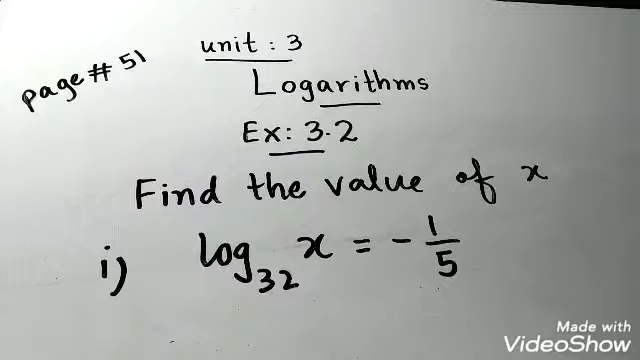 page # 51
unit : 3
Logarithms
Ex: 3.2
Find the value of x
i) log₃₂ x = - 1/5
Made with
VideoShow